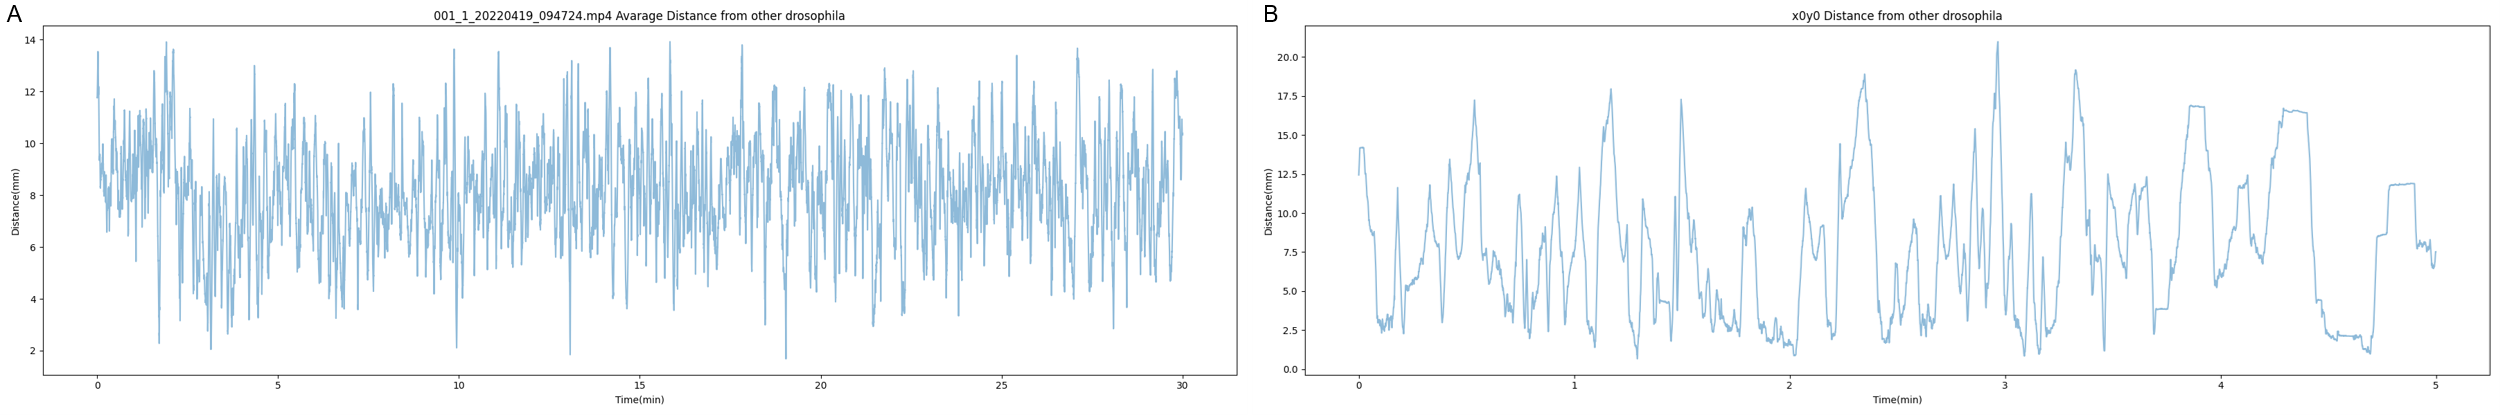 A
001_1_20220419_094724.mp4 Avarage Distance from other drosophila
14
12
10
8
6
4
2
Distance(mm)
0 5 10 15 20 25 30
Time(min)
B
x0y0 Distance from other drosophila
20.0
17.5
15.0
12.5
10.0
7.5
5.0
2.5
0.0
Distance(mm)
0 1 2 3 4 5
Time(min)